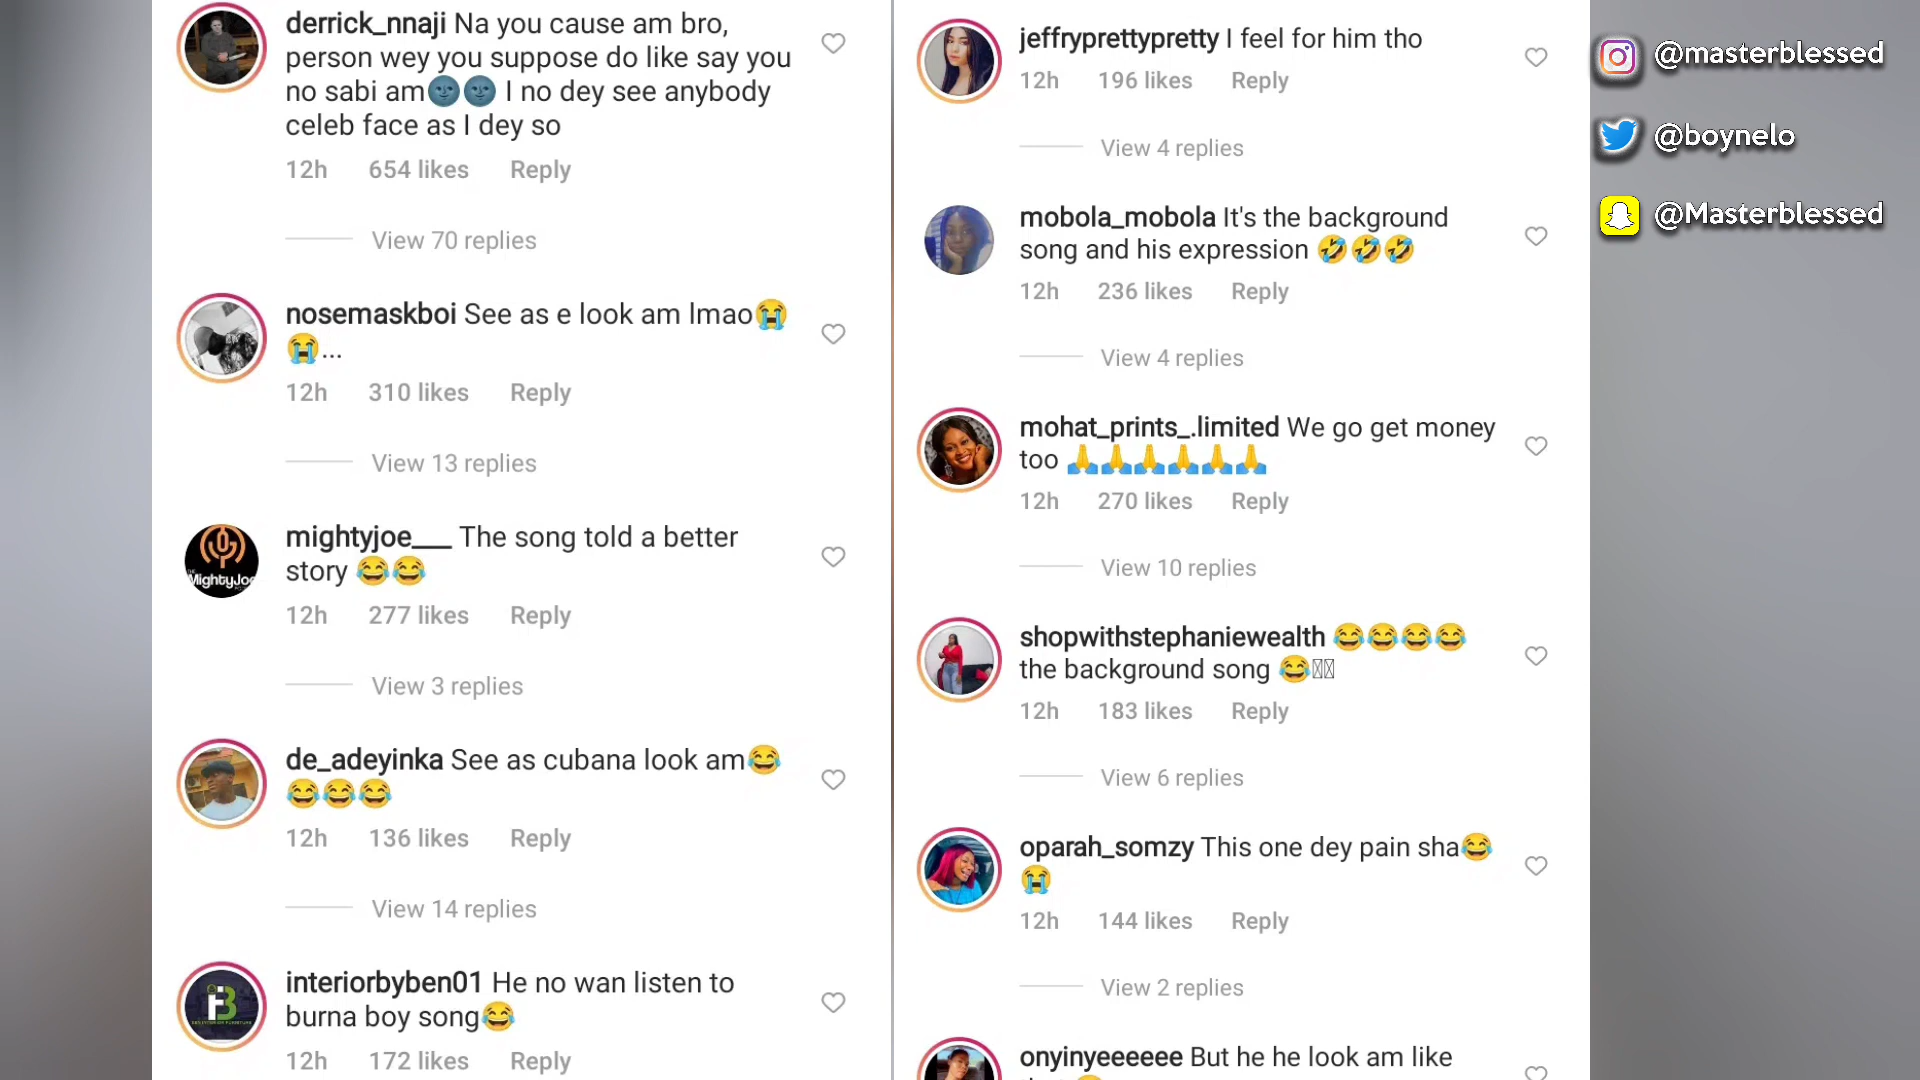 derrick_nnaji Na you cause am bro,
person wey you suppose do like say you
no sabi am🌚🌚 I no dey see anybody
celeb face as I dey so
12h 654 likes Reply
View 70 replies
nosemaskboi See as e look am lmao😭
😭...
12h 310 likes Reply
View 13 replies
mightyjoe___ The song told a better
story 😂😂
12h 277 likes Reply
View 3 replies
de_adeyinka See as cubana look am😂
😂😂😂
12h 136 likes Reply
View 14 replies
interiorbyben01 He no wan listen to
burna boy song😂
12h 172 likes Reply
jeffryprettypretty I feel for him tho
12h 196 likes Reply
View 4 replies
mobola_mobola It's the background
song and his expression 🤣🤣🤣
12h 236 likes Reply
View 4 replies
mohat_prints_.limited We go get money
too 🙏🙏🙏🙏🙏🙏
12h 270 likes Reply
View 10 replies
shopwithstephaniewealth 😂😂😂😂
the background song 😂
12h 183 likes Reply
View 6 replies
oparah_somzy This one dey pain sha😂
😭
12h 144 likes Reply
View 2 replies
onyinyeeeeee But he he look am like
@masterblessed
@boynelo
@Masterblessed
MightyJoe